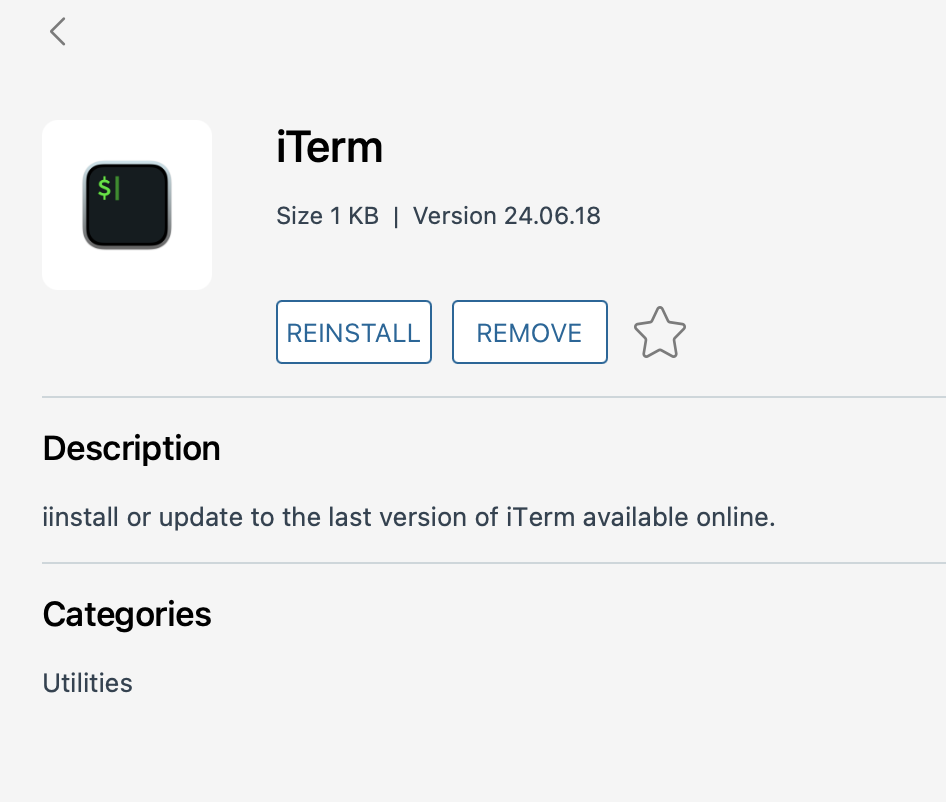 $
iTerm
Size 1 KB | Version 24.06.18
REINSTALL REMOVE
Description
iinstall or update to the last version of iTerm available online.
Categories
Utilities